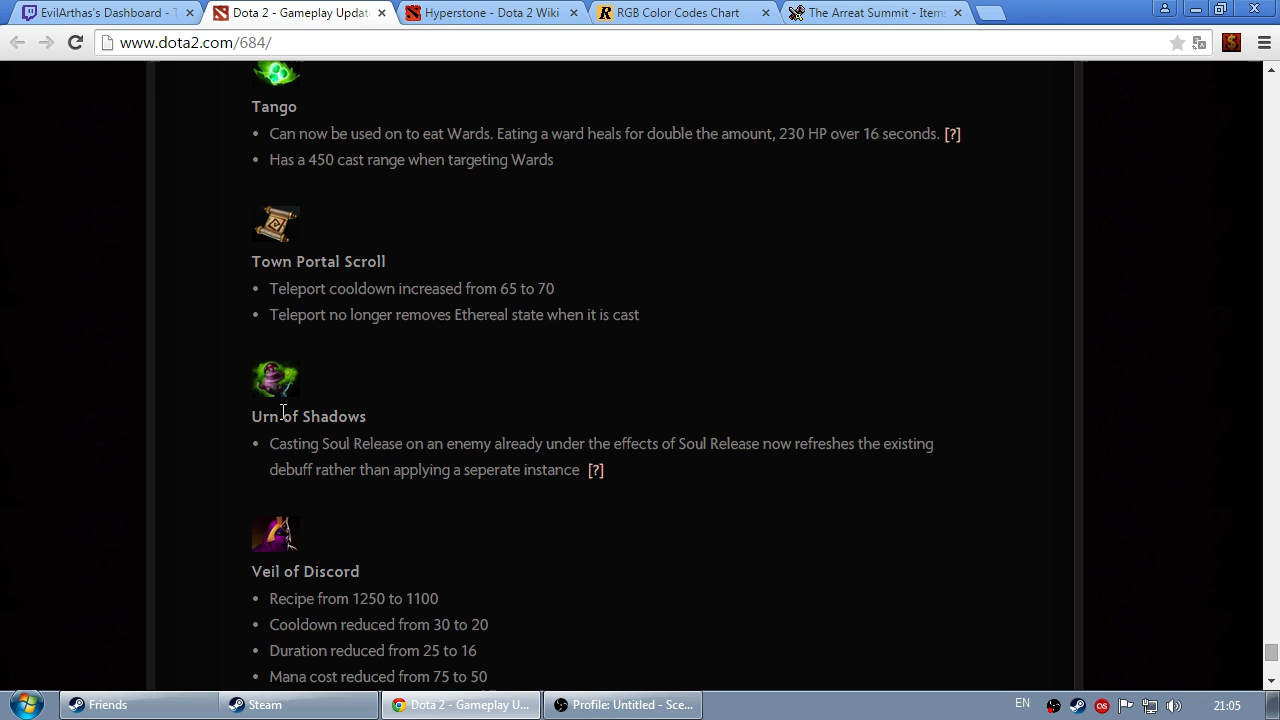 EvilArthas's Dashboard - T
Dota 2 - Gameplay Updat
Hyperstone - Dota 2 Wiki
RGB Color Codes Chart
The Arreat Summit - Item
www.dota2.com/684/
Tango
• Can now be used on to eat Wards. Eating a ward heals for double the amount, 230 HP over 16 seconds. [?]
• Has a 450 cast range when targeting Wards
Town Portal Scroll
• Teleport cooldown increased from 65 to 70
• Teleport no longer removes Ethereal state when it is cast
Urn of Shadows
• Casting Soul Release on an enemy already under the effects of Soul Release now refreshes the existing
debuff rather than applying a seperate instance [?]
Veil of Discord
• Recipe from 1250 to 1100
• Cooldown reduced from 30 to 20
• Duration reduced from 25 to 16
• Mana cost reduced from 75 to 50
Friends
Steam
Dota 2 - Gameplay U...
Profile: Untitled - Sce...
EN
21:05